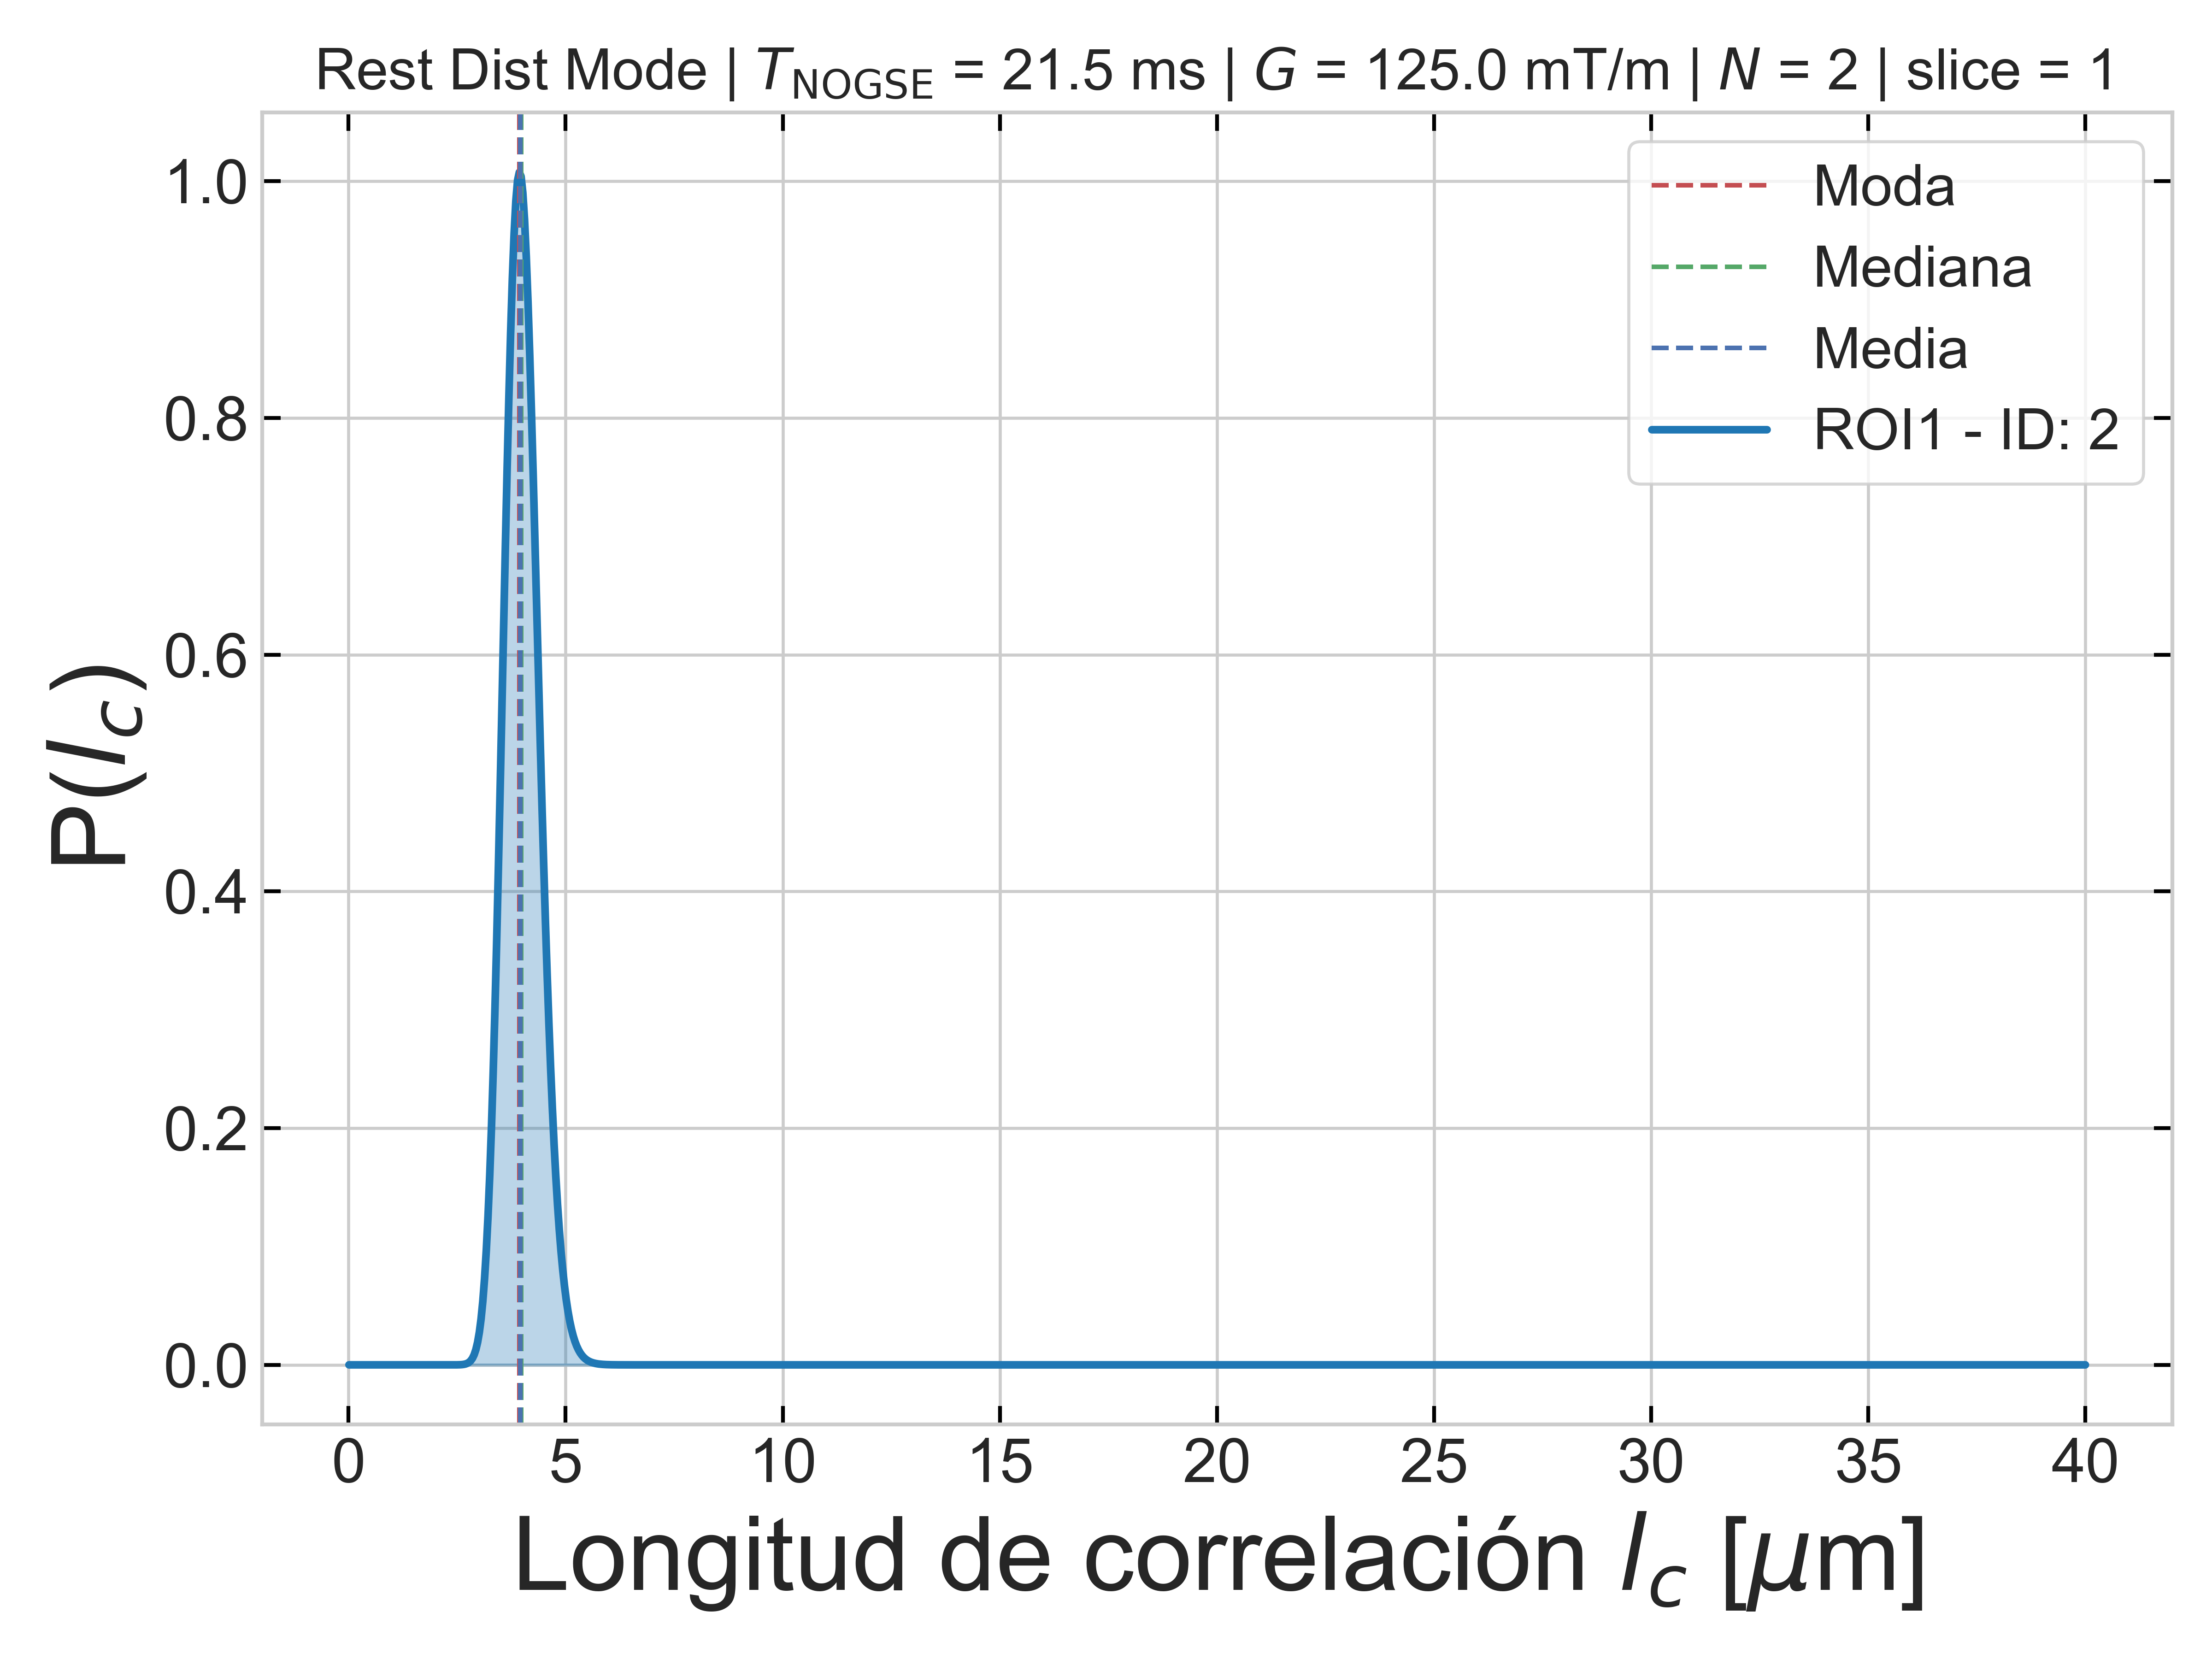 Rest Dist Mode | T_NOGSE = 21.5 ms | G = 125.0 mT/m | N = 2 | slice = 1
Moda
Mediana
Media
ROI1 - ID: 2
P(l_c)
1.0
0.8
0.6
0.4
0.2
0.0
0 5 10 15 20 25 30 35 40
Longitud de correlación l_c [μm]